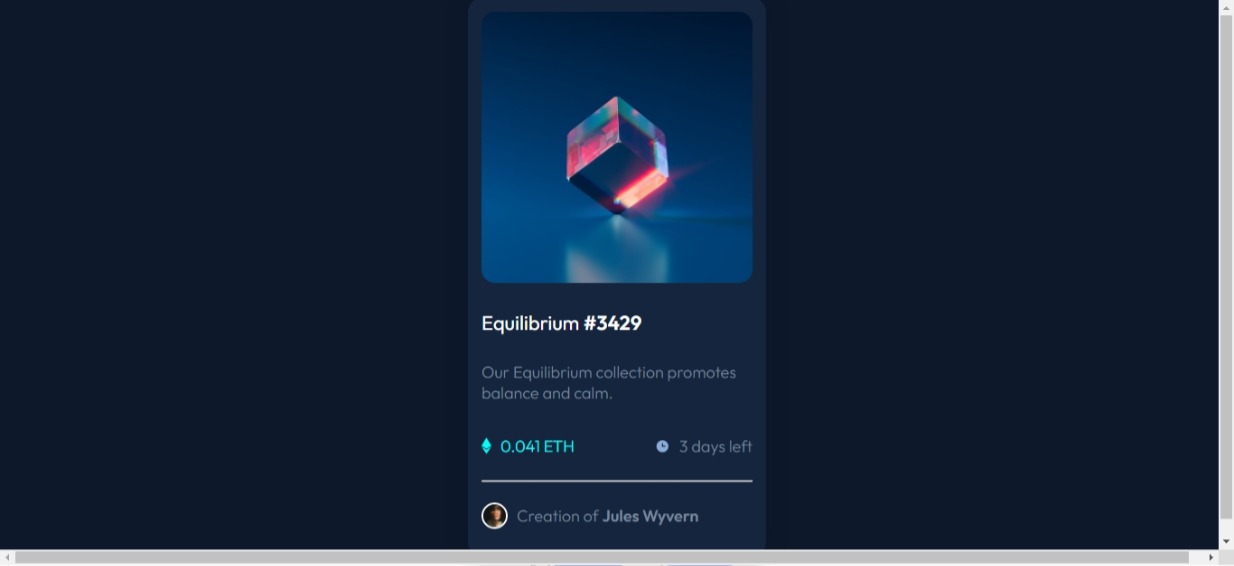 Equilibrium #3429
Our Equilibrium collection promotes
balance and calm.
0.041 ETH
3 days left
Creation of Jules Wyvern